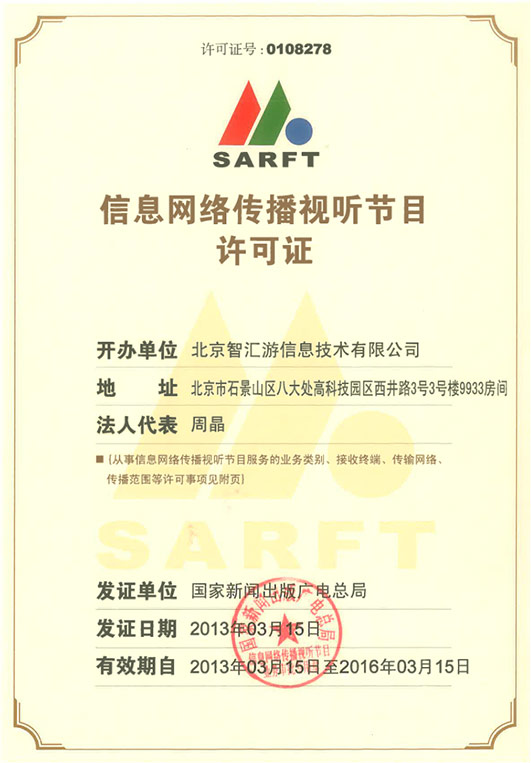 许可证号：0108278
SARFT
信息网络传播视听节目
许可证
开办单位 北京智汇游信息技术有限公司
地 址 北京市石景山区八大处高科技园区西井路3号3号楼9933房间
法人代表 周晶
■ (从事信息网络传播视听节目服务的业务类别、接收终端、传输网络、
传播范围等许可事项见附页)
SARFT
发证单位 国家新闻出版广电总局
发证日期 2013年03月15日
有效期自 2013年03月15日至2016年03月15日
国家新闻出版广电总局
信息网络传播视听节目